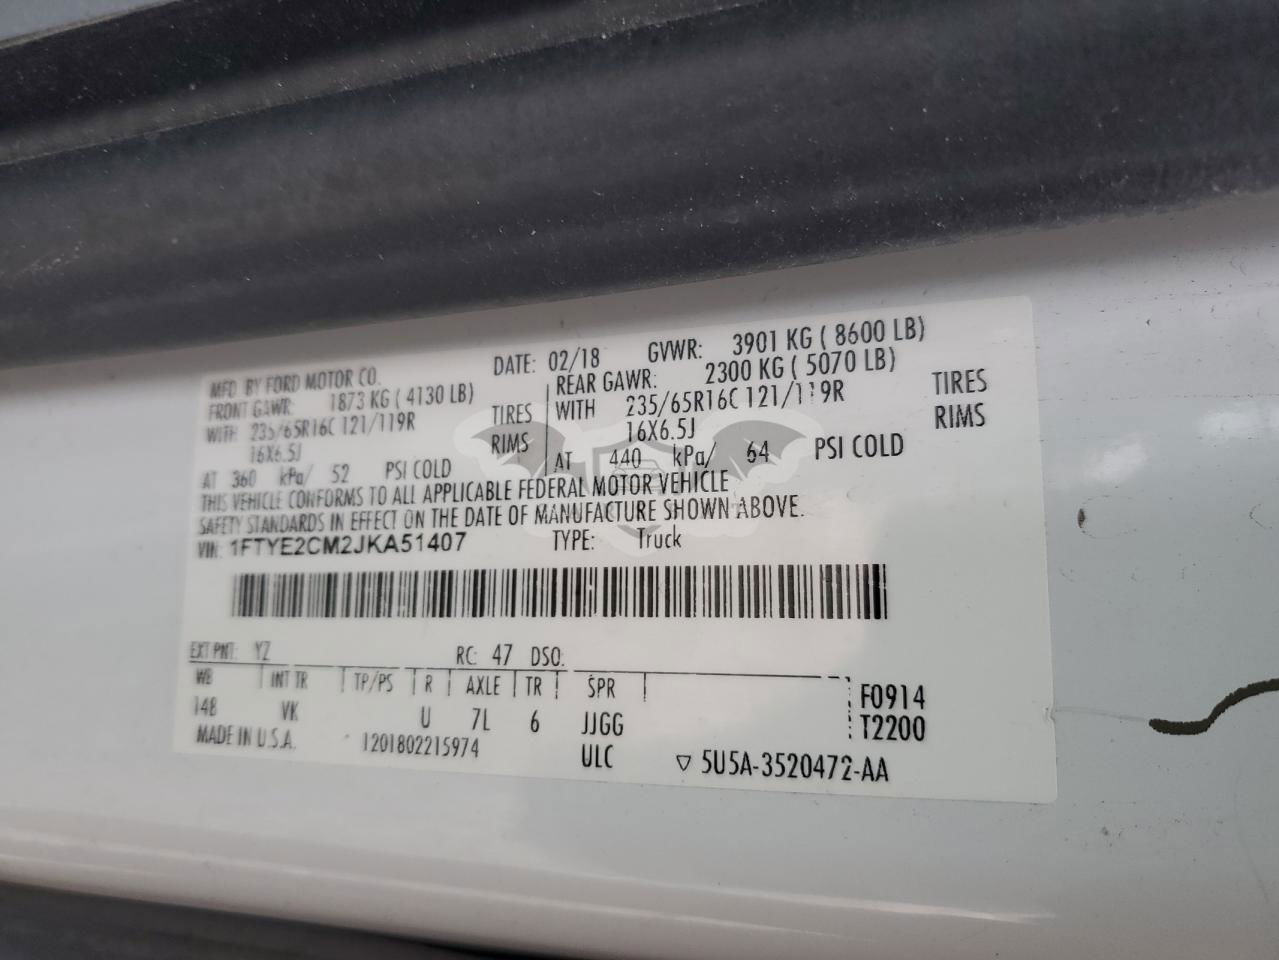 MFD. BY FORD MOTOR CO. DATE: 02/18 GVWR: 3901 KG ( 8600 LB)
FRONT GAWR: 1873 KG ( 4130 LB) REAR GAWR: 2300 KG ( 5070 LB)
WITH 235/65R16C 121/119R TIRES WITH 235/65R16C 121/119R TIRES
16X6.5J RIMS 16X6.5J RIMS
AT 360 kPa/ 52 PSI COLD AT 440 kPa/ 64 PSI COLD
THIS VEHICLE CONFORMS TO ALL APPLICABLE FEDERAL MOTOR VEHICLE
SAFETY STANDARDS IN EFFECT ON THE DATE OF MANUFACTURE SHOWN ABOVE.
VIN: 1FTYE2CM2JKA51407 TYPE: Truck
EXT PNT: YZ RC: 47 DSO:
WB INT TR TP/PS R AXLE TR SPR F0914
148 VK U 7L 6 JJGG T2200
MADE IN U.S.A. 1201802215974 ULC ▽ 5U5A-3520472-AA